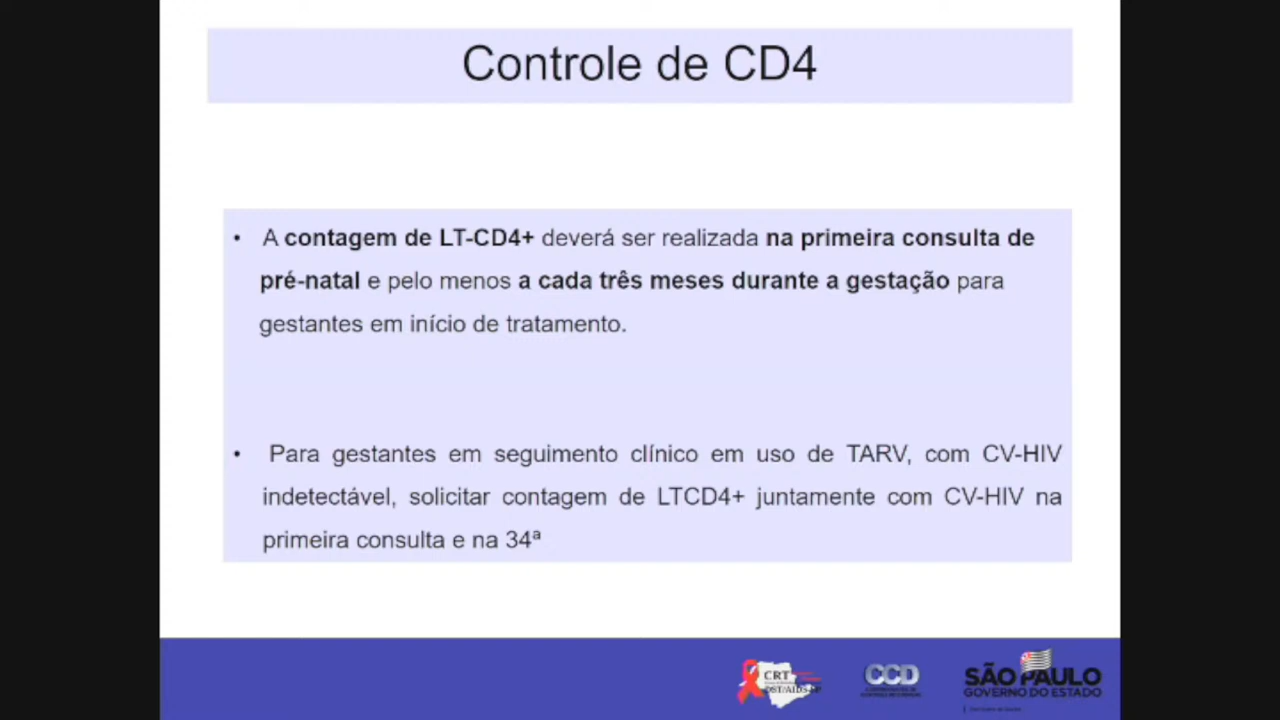 Controle de CD4
• A contagem de LT-CD4+ deverá ser realizada na primeira consulta de
pré-natal e pelo menos a cada três meses durante a gestação para
gestantes em início de tratamento.
• Para gestantes em seguimento clínico em uso de TARV, com CV-HIV
indetectável, solicitar contagem de LTCD4+ juntamente com CV-HIV na
primeira consulta e na 34ª
CRT
DST/AIDS-SP
CCD
SÃO PAULO
GOVERNO DO ESTADO